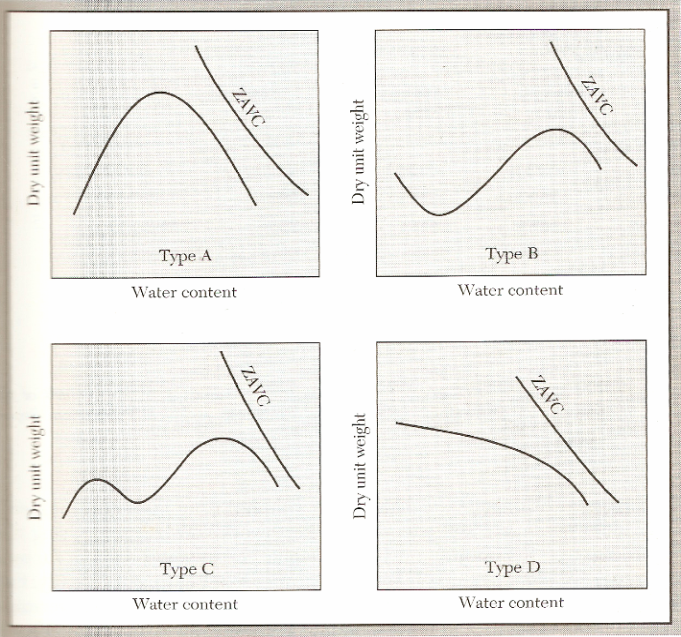 Dry unit weight
ZAVC
Type A
Water content
Dry unit weight
ZAVC
Type B
Water content
Dry unit weight
ZAVC
Type C
Water content
Dry unit weight
ZAVC
Type D
Water content